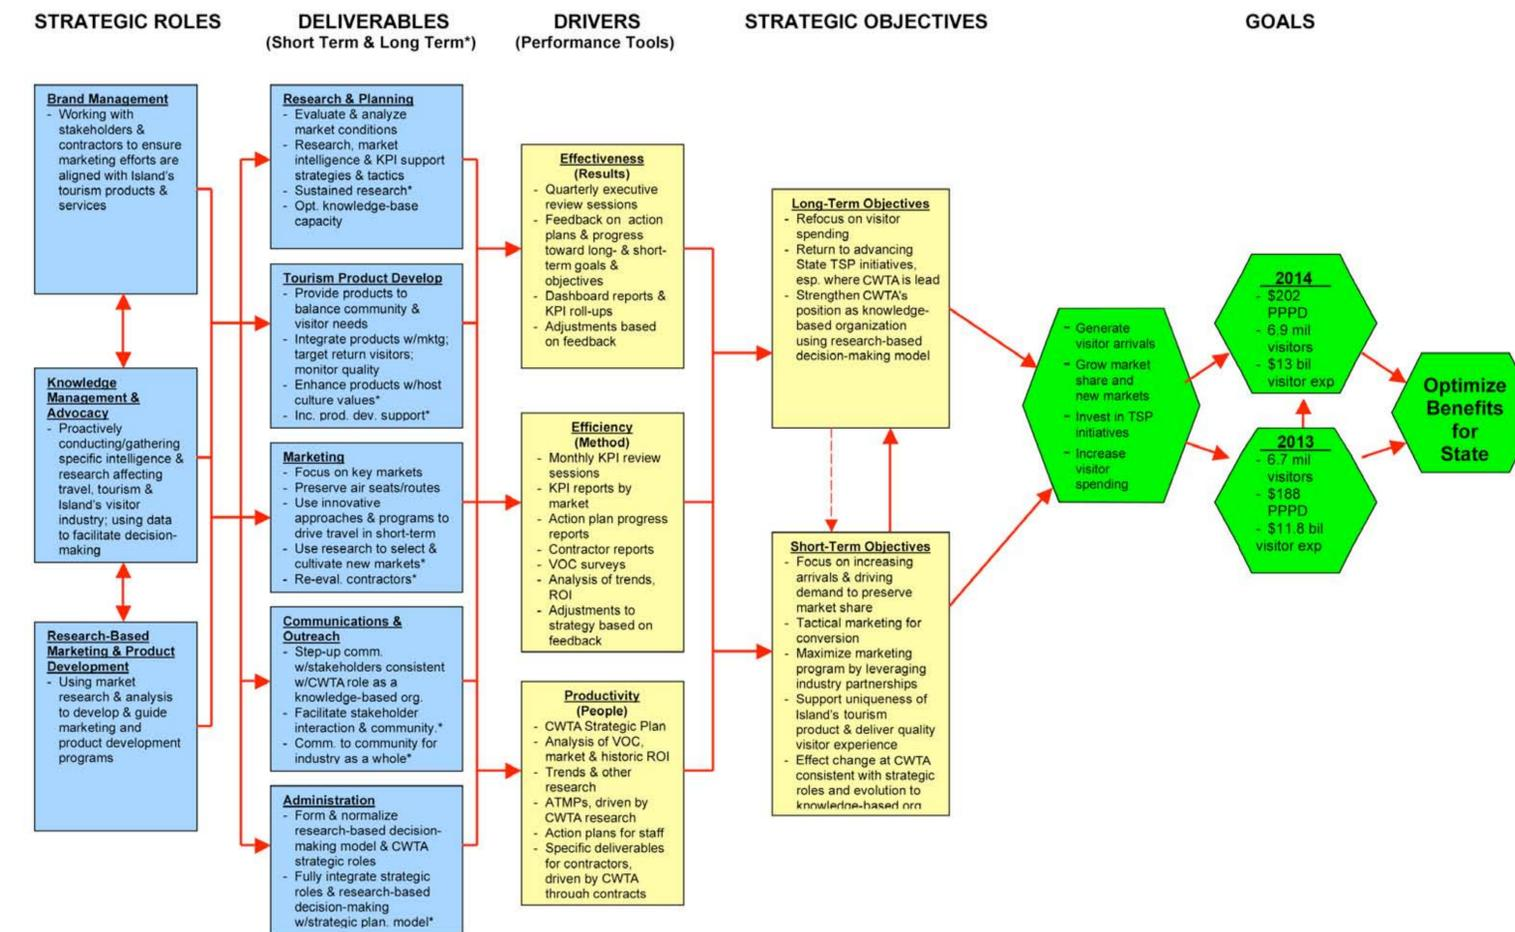 STRATEGIC ROLES
DELIVERABLES
(Short Term & Long Term*)
DRIVERS
(Performance Tools)
STRATEGIC OBJECTIVES
GOALS
Brand Management
- Working with
stakeholders &
contractors to ensure
marketing efforts are
aligned with Island's
tourism products &
services
Knowledge
Management &
Advocacy
- Proactively
conducting/gathering
specific intelligence &
research affecting
travel, tourism &
Island's visitor
industry; using data
to facilitate decision-
making
Research-Based
Marketing & Product
Development
- Using market
research & analysis
to develop & guide
marketing and
product development
programs
Research & Planning
- Evaluate & analyze
market conditions
- Research, market
intelligence & KPI support
strategies & tactics
- Sustained research*
- Opt. knowledge-base
capacity
Tourism Product Develop
- Provide products to
balance community &
visitor needs
- Integrate products w/mktg;
target return visitors;
monitor quality
- Enhance products w/host
culture values*
- Inc. prod. dev. support*
Marketing
- Focus on key markets
- Preserve air seats/routes
- Use innovative
approaches & programs to
drive travel in short-term
- Use research to select &
cultivate new markets*
- Re-eval. contractors*
Communications &
Outreach
- Step-up comm.
w/stakeholders consistent
w/CWTA role as a
knowledge-based org.
- Facilitate stakeholder
interaction & community.*
- Comm. to community for
industry as a whole*
Administration
- Form & normalize
research-based decision-
making model & CWTA
strategic roles
- Fully integrate strategic
roles & research-based
decision-making
w/strategic plan. model*
Effectiveness
(Results)
- Quarterly executive
review sessions
- Feedback on action
plans & progress
toward long- & short-
term goals &
objectives
- Dashboard reports &
KPI roll-ups
- Adjustments based
on feedback
Efficiency
(Method)
- Monthly KPI review
sessions
- KPI reports by
market
- Action plan progress
reports
- Contractor reports
- VOC surveys
- Analysis of trends,
ROI
- Adjustments to
strategy based on
feedback
Productivity
(People)
- CWTA Strategic Plan
- Analysis of VOC,
market & historic ROI
- Trends & other
research
- ATMPs, driven by
CWTA research
- Action plans for staff
- Specific deliverables
for contractors,
driven by CWTA
through contracts
Long-Term Objectives
- Refocus on visitor
spending
- Return to advancing
State TSP initiatives,
esp. where CWTA is lead
- Strengthen CWTA's
position as knowledge-
based organization
using research-based
decision-making model
Short-Term Objectives
- Focus on increasing
arrivals & driving
demand to preserve
market share
- Tactical marketing for
conversion
- Maximize marketing
program by leveraging
industry partnerships
- Support uniqueness of
Island's tourism
product & deliver quality
visitor experience
- Effect change at CWTA
consistent with strategic
roles and evolution to
knowledge-based org
- Generate
visitor arrivals
- Grow market
share and
new markets
- Invest in TSP
initiatives
- Increase
visitor
spending
2014
- $202
PPPD
- 6.9 mil
visitors
- $13 bil
visitor exp
2013
- 6.7 mil
visitors
- $188
PPPD
- $11.8 bil
visitor exp
Optimize
Benefits
for
State